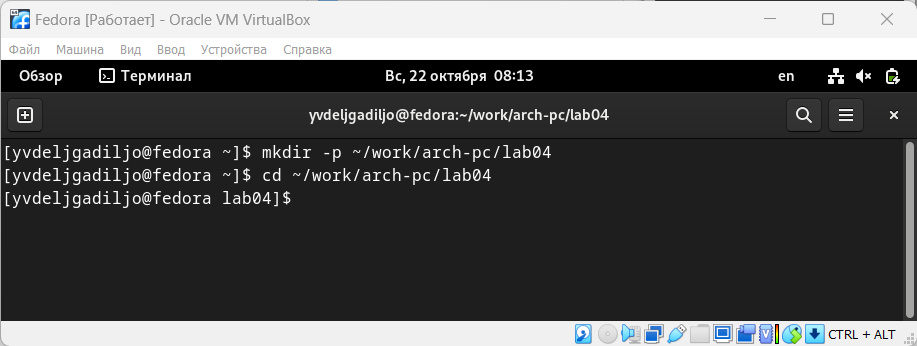 Fedora [Работает] - Oracle VM VirtualBox
Файл Машина Вид Ввод Устройства Справка
Обзор Терминал Вс, 22 октября 08:13 en
yvdeljgadiljo@fedora:~/work/arch-pc/lab04
[yvdeljgadiljo@fedora ~]$ mkdir -p ~/work/arch-pc/lab04
[yvdeljgadiljo@fedora ~]$ cd ~/work/arch-pc/lab04
[yvdeljgadiljo@fedora lab04]$
CTRL + ALT